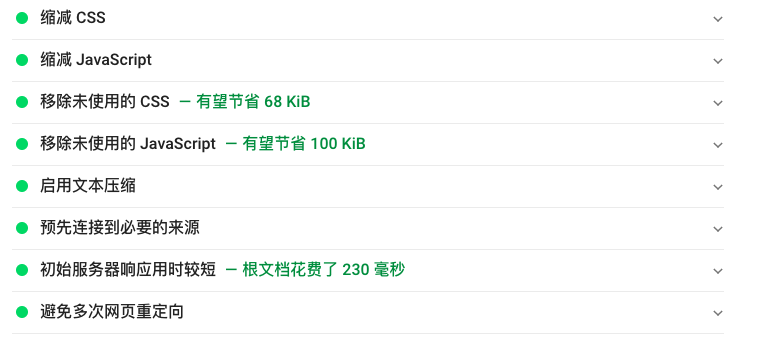 缩减 CSS
缩减 JavaScript
移除未使用的 CSS — 有望节省 68 KiB
移除未使用的 JavaScript — 有望节省 100 KiB
启用文本压缩
预先连接到必要的来源
初始服务器响应用时较短 — 根文档花费了 230 毫秒
避免多次网页重定向